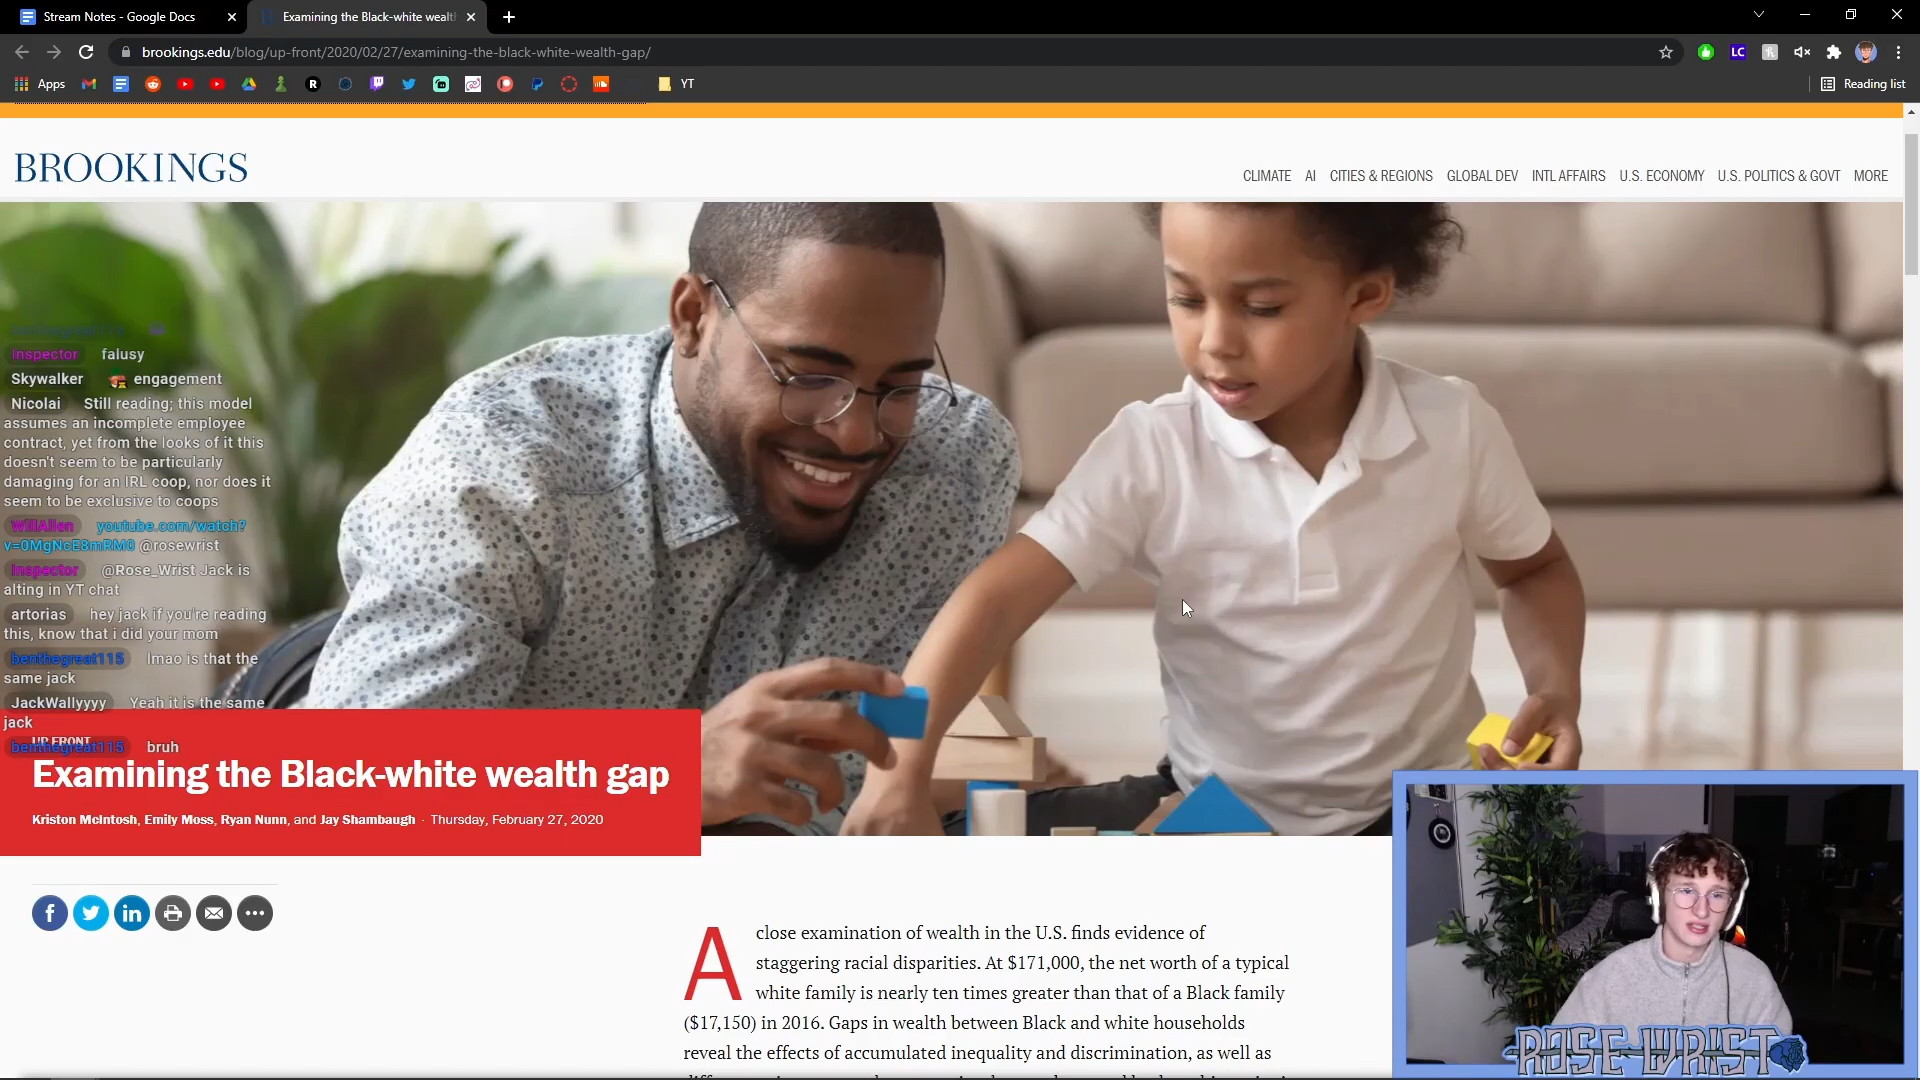 Stream Notes - Google Docs
Examining the Black-white wealt
brookings.edu/blog/up-front/2020/02/27/examining-the-black-white-wealth-gap/
LC
Apps
R
YT
Reading list
BROOKINGS
CLIMATE AI CITIES & REGIONS GLOBAL DEV INTL AFFAIRS U.S. ECONOMY U.S. POLITICS & GOVT MORE
Inspector falusy
Skywalker engagement
Nicolai Still reading; this model
assumes an incomplete employee
contract, yet from the looks of it this
doesn't seem to be particularly
damaging for an IRL coop, nor does it
seem to be exclusive to coops
WillAllen youtube.com/watch?
v=0MgNcE8mRM0 @rosewrist
Inspector @Rose_Wrist Jack is
alting in YT chat
artorias hey jack if you're reading
this, know that i did your mom
benthegreat115 lmao is that the
same jack
JackWallyyyy Yeah it is the same
jack
UP FRONT
benthegreat115 bruh
Examining the Black-white wealth gap
Kriston McIntosh, Emily Moss, Ryan Nunn, and Jay Shambaugh · Thursday, February 27, 2020
A close examination of wealth in the U.S. finds evidence of
staggering racial disparities. At $171,000, the net worth of a typical
white family is nearly ten times greater than that of a Black family
($17,150) in 2016. Gaps in wealth between Black and white households
reveal the effects of accumulated inequality and discrimination, as well as
ROSE WRIST